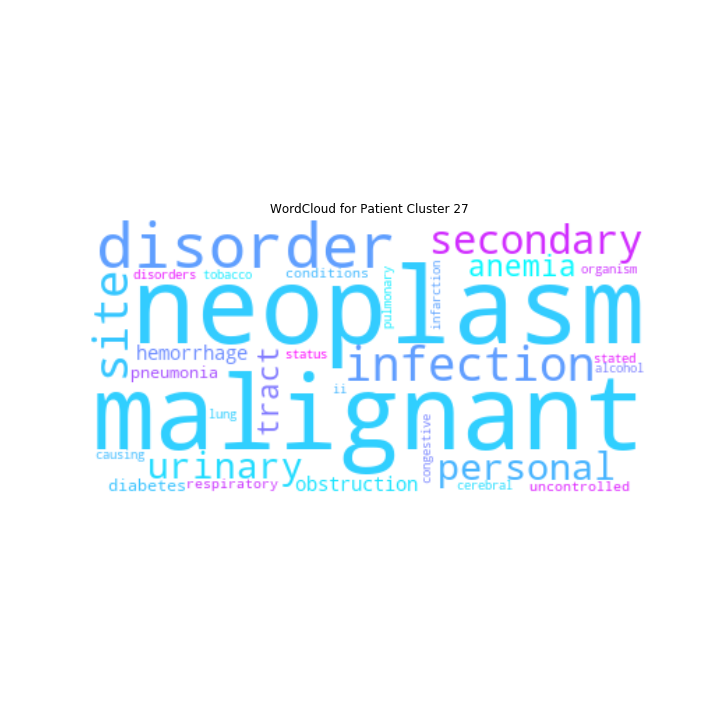 WordCloud for Patient Cluster 27
disorder
secondary
anemia
organism
disorders
tobacco
conditions
pulmonary
infarction
site
neoplasm
hemorrhage
status
infection
stated
alcohol
pneumonia
tract
ii
malignant
lung
causing
congestive
urinary
personal
diabetes
respiratory
obstruction
cerebral
uncontrolled